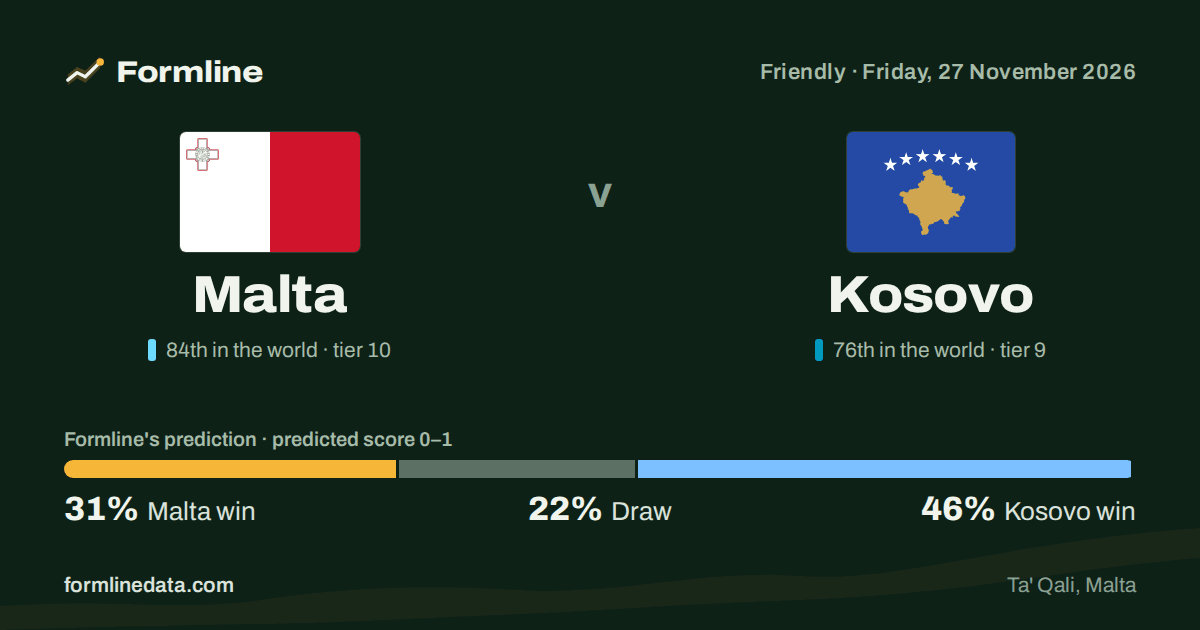 Formline
Friendly · Friday, 27 November 2026
V
Malta
Kosovo
84th in the world · tier 10
76th in the world · tier 9
Formline's prediction · predicted score 0–1
31% Malta win
22% Draw
46% Kosovo win
formlinedata.com
Ta' Qali, Malta